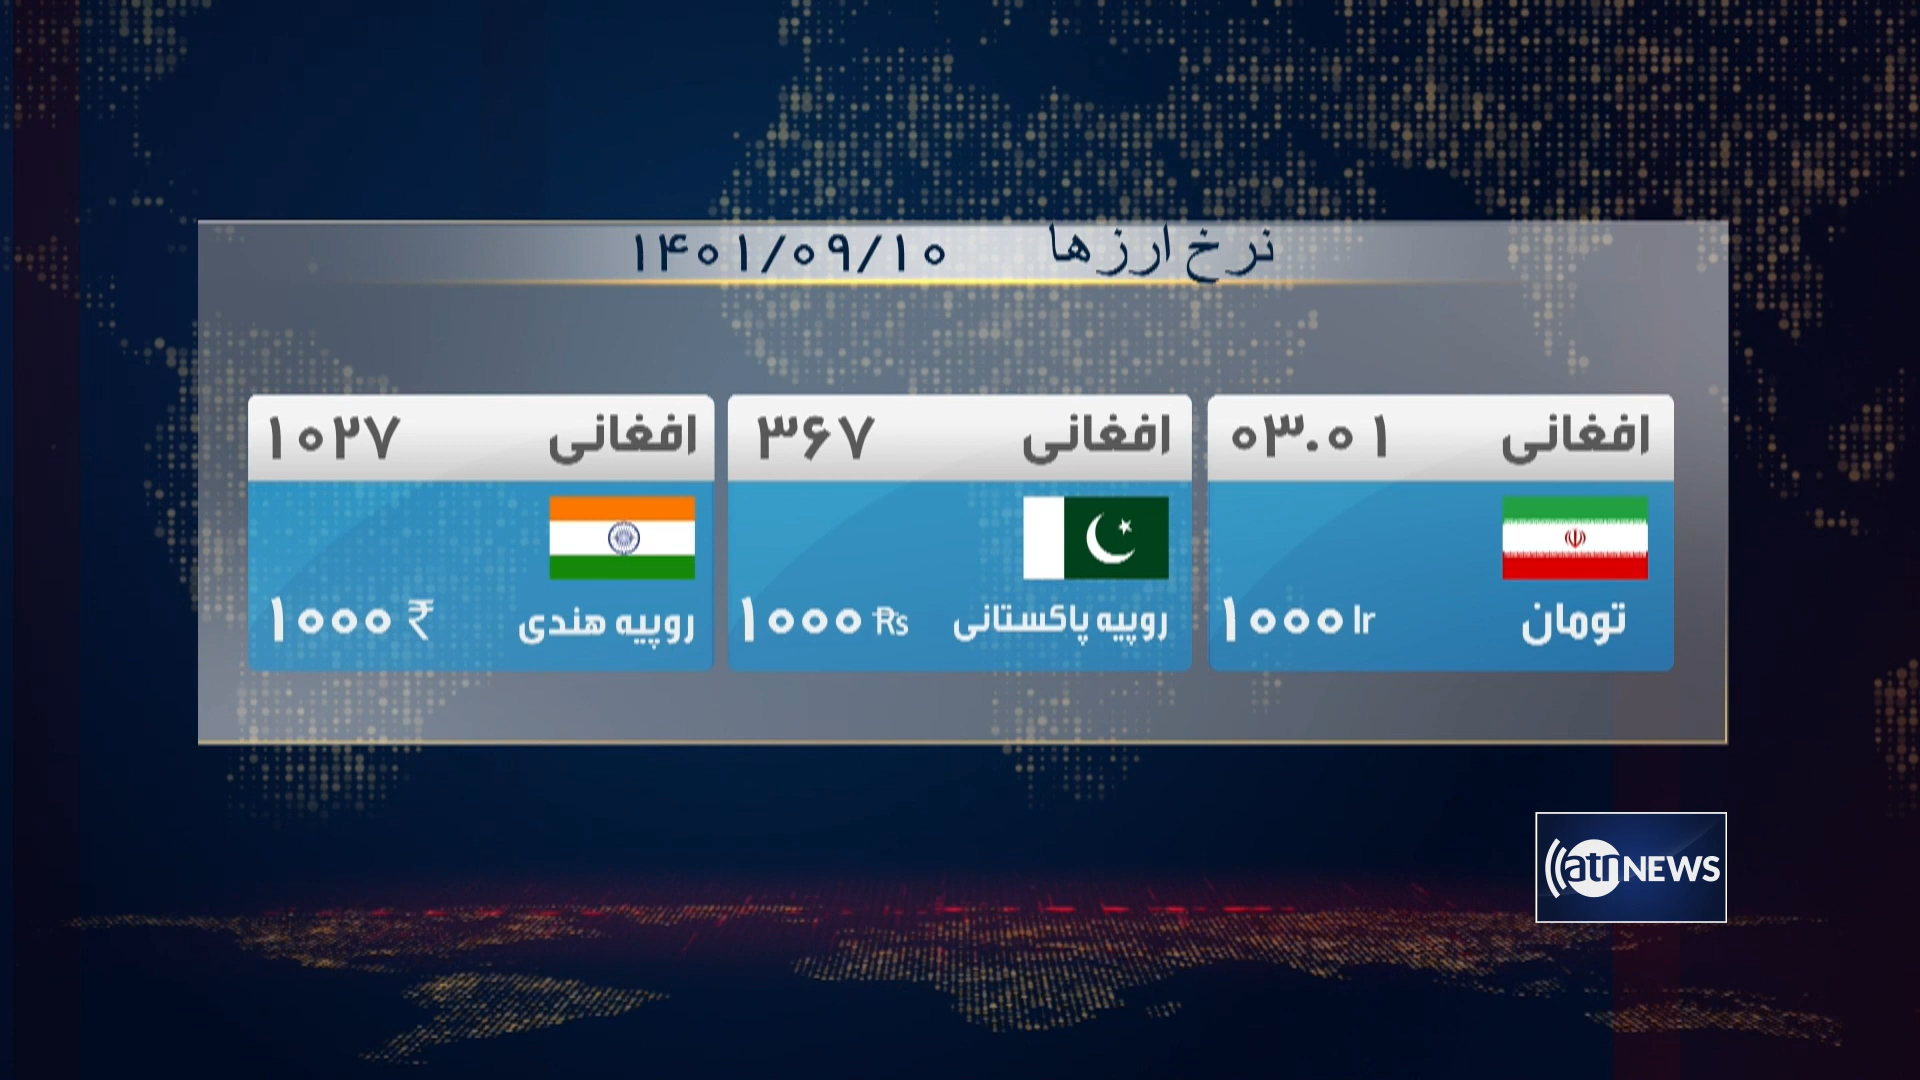 نرخ ارزها ۱۴۰۱/۰۹/۱۰
افغانی ۰۳.۰۱
تومان ۱۰۰۰ Ir
افغانی ۳۶۷
روپیه پاکستانی ۱۰۰۰ ₨
افغانی ۱۰۲۷
روپیه هندی ۱۰۰۰ ₹
atn NEWS